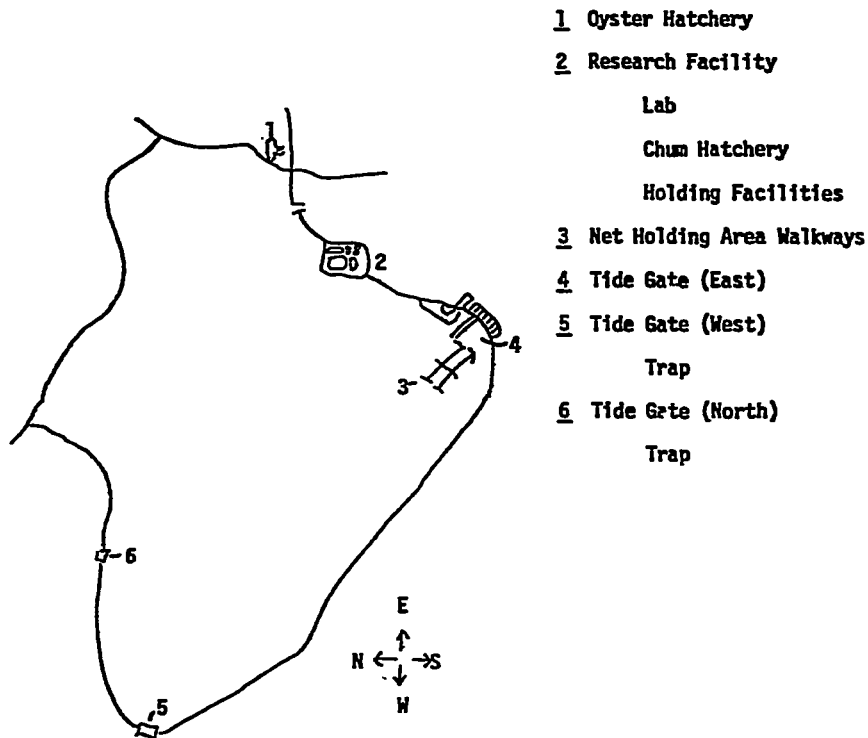 1 Oyster Hatchery
2 Research Facility
Lab
Chum Hatchery
Holding Facilities
3 Net Holding Area Walkways
4 Tide Gate (East)
5 Tide Gate (West)
Trap
6 Tide Gate (North)
Trap
1
2
4
3
6
E
N S
W
5